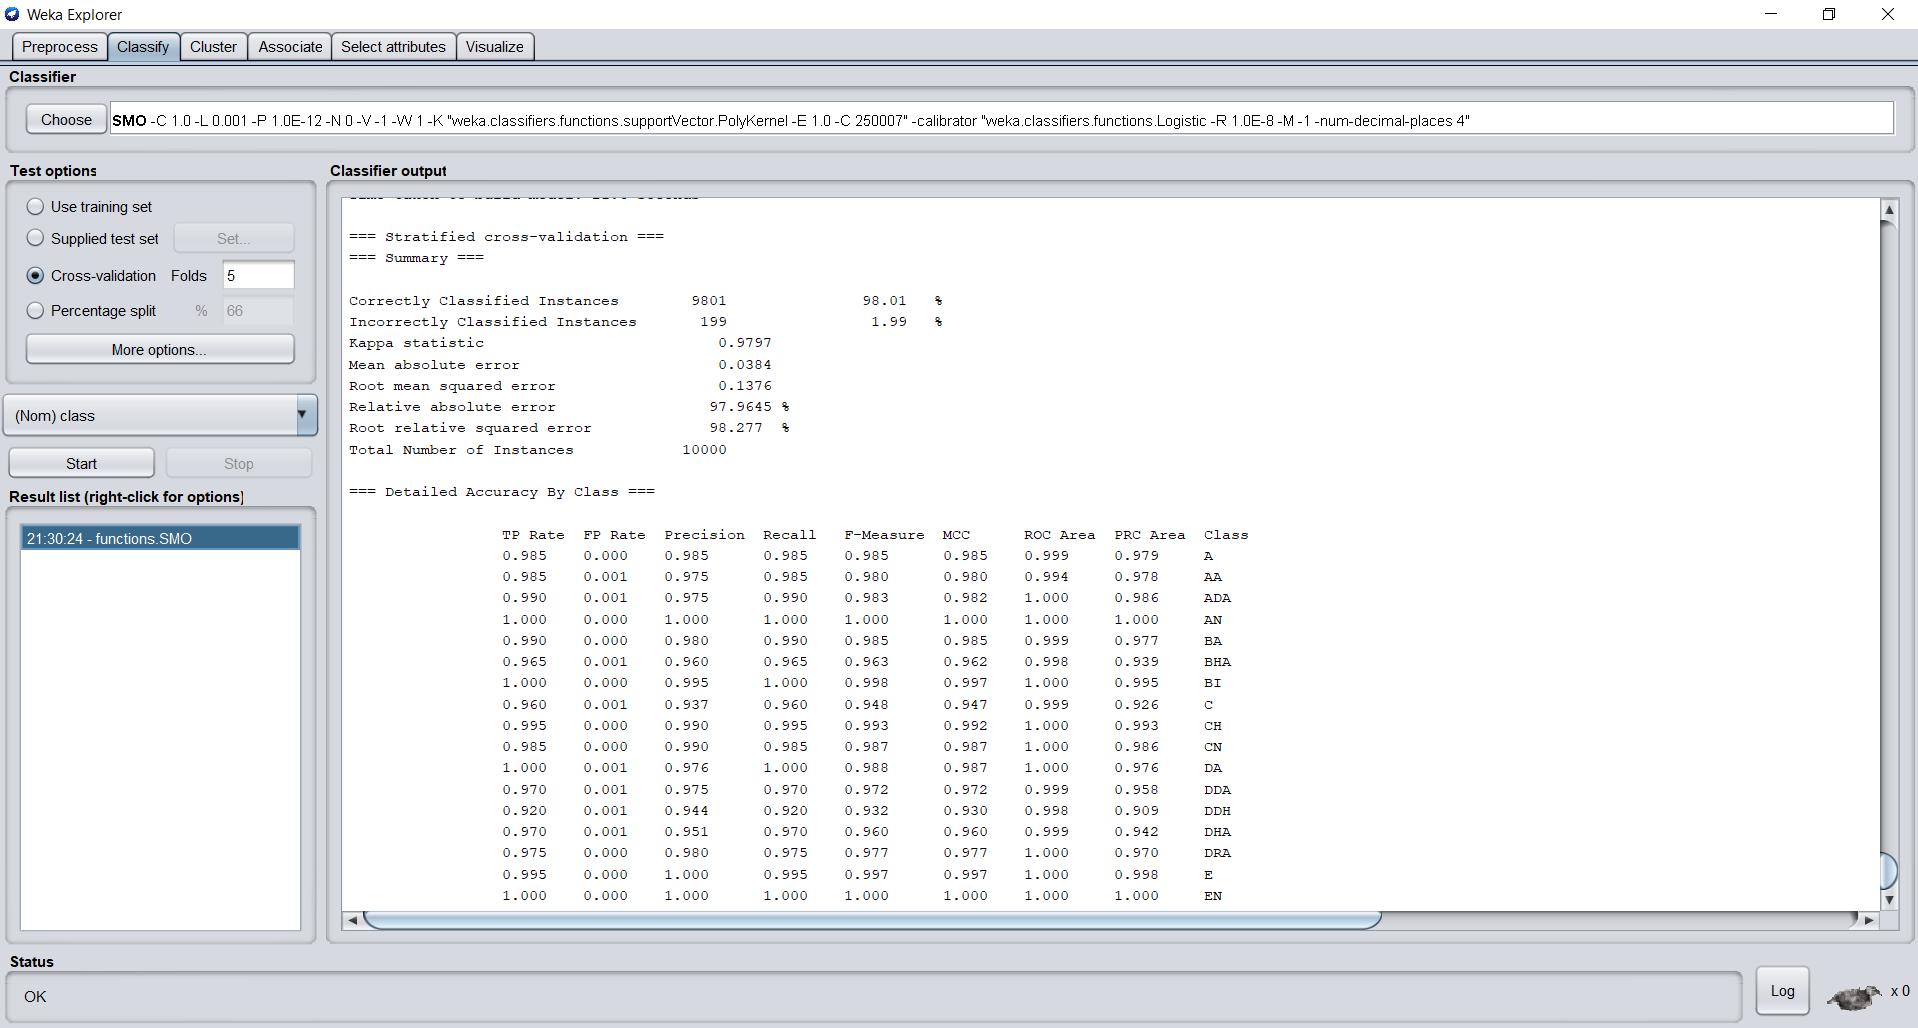 Weka Explorer
Preprocess Classify Cluster Associate Select attributes Visualize
Classifier
Choose SMO -C 1.0 -L 0.001 -P 1.0E-12 -N 0 -V -1 -W 1 -K "weka.classifiers.functions.supportVector.PolyKernel -E 1.0 -C 250007" -calibrator "weka.classifiers.functions.Logistic -R 1.0E-8 -M -1 -num-decimal-places 4"
Test options
Use training set
Supplied test set Set...
Cross-validation Folds 5
Percentage split % 66
More options...
(Nom) class
Start Stop
Result list (right-click for options)
21:30:24 - functions.SMO
Classifier output
=== Stratified cross-validation ===
=== Summary ===
Correctly Classified Instances 9801 98.01 %
Incorrectly Classified Instances 199 1.99 %
Kappa statistic 0.9797
Mean absolute error 0.0384
Root mean squared error 0.1376
Relative absolute error 97.9645 %
Root relative squared error 98.277 %
Total Number of Instances 10000
=== Detailed Accuracy By Class ===
TP Rate FP Rate Precision Recall F-Measure MCC ROC Area PRC Area Class
0.985 0.000 0.985 0.985 0.985 0.985 0.999 0.979 A
0.985 0.001 0.975 0.985 0.980 0.980 0.994 0.978 AA
0.990 0.001 0.975 0.990 0.983 0.982 1.000 0.986 ADA
1.000 0.000 1.000 1.000 1.000 1.000 1.000 1.000 AN
0.990 0.000 0.980 0.990 0.985 0.985 0.999 0.977 BA
0.965 0.001 0.960 0.965 0.963 0.962 0.998 0.939 BHA
1.000 0.000 0.995 1.000 0.998 0.997 1.000 0.995 BI
0.960 0.001 0.937 0.960 0.948 0.947 0.999 0.926 C
0.995 0.000 0.990 0.995 0.993 0.992 1.000 0.993 CH
0.985 0.000 0.990 0.985 0.987 0.987 1.000 0.986 CN
1.000 0.001 0.976 1.000 0.988 0.987 1.000 0.976 DA
0.970 0.001 0.975 0.970 0.972 0.972 0.999 0.958 DDA
0.920 0.001 0.944 0.920 0.932 0.930 0.998 0.909 DDH
0.970 0.001 0.951 0.970 0.960 0.960 0.999 0.942 DHA
0.975 0.000 0.980 0.975 0.977 0.977 1.000 0.970 DRA
0.995 0.000 1.000 0.995 0.997 0.997 1.000 0.998 E
1.000 0.000 1.000 1.000 1.000 1.000 1.000 1.000 EN
Status
OK
Log x 0